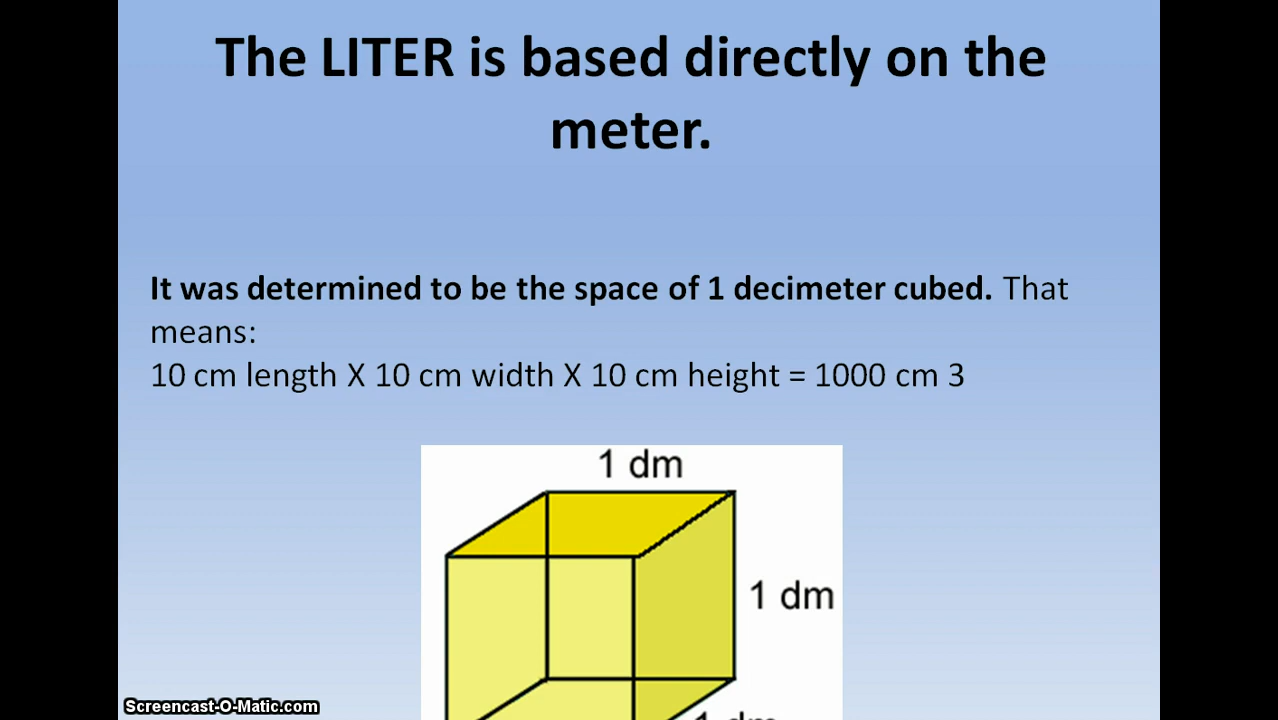 The LITER is based directly on the
meter.
It was determined to be the space of 1 decimeter cubed. That
means:
10 cm length X 10 cm width X 10 cm height = 1000 cm 3
1 dm
1 dm
1 dm
Screencast-O-Matic.com